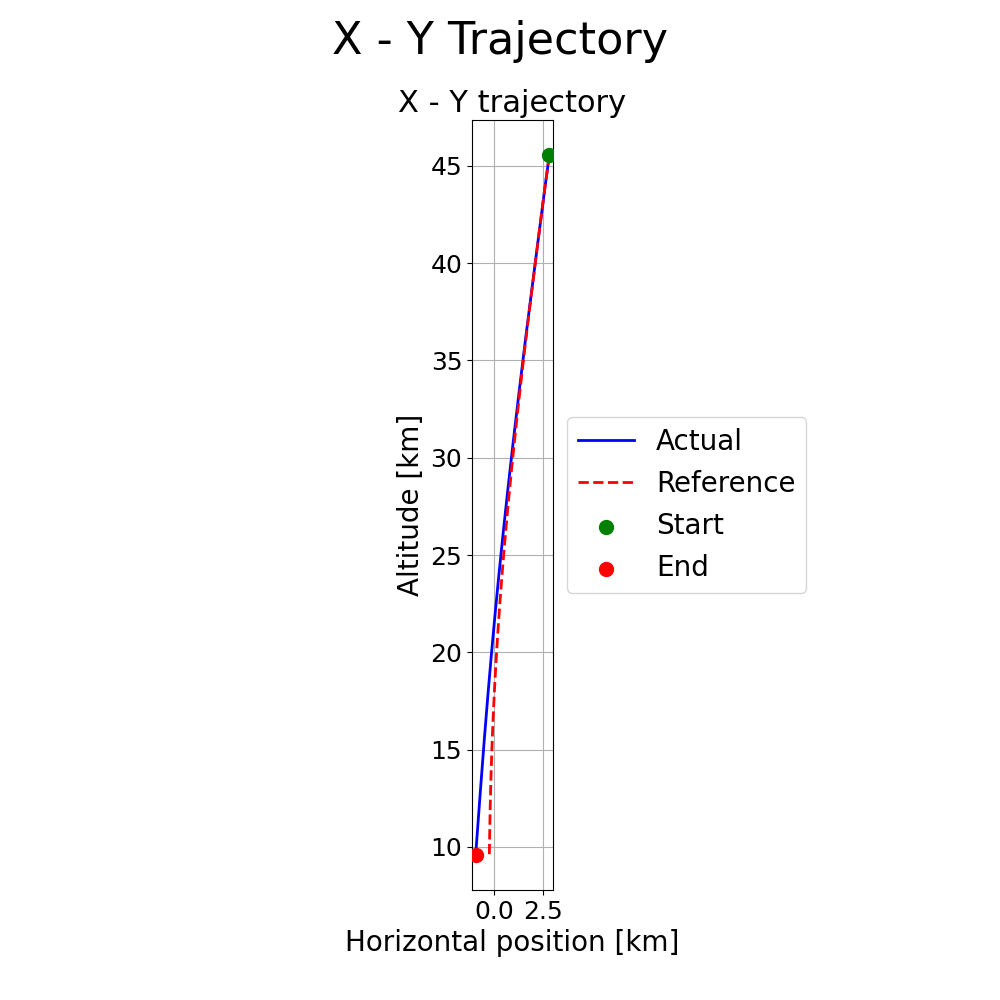 X - Y Trajectory
X - Y trajectory
45
40
35
30
25
20
15
10
Altitude [km]
0.0 2.5
Horizontal position [km]
Actual
Reference
Start
End